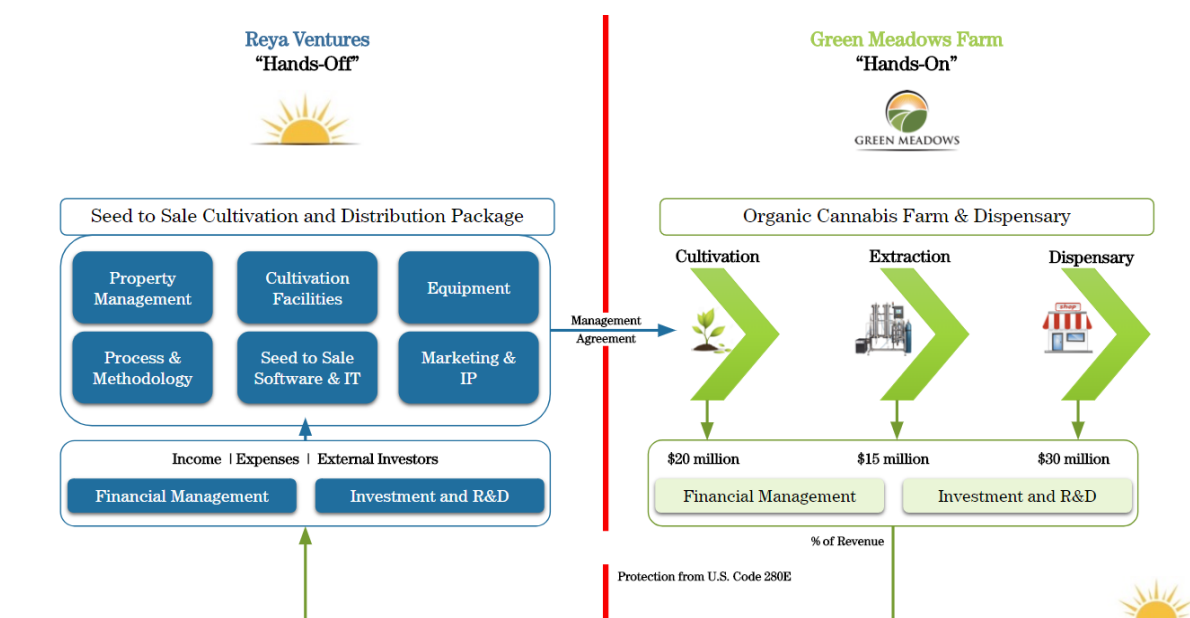 Reya Ventures
“Hands-Off”
Green Meadows Farm
“Hands-On”
GREEN MEADOWS
Seed to Sale Cultivation and Distribution Package
Property
Management
Cultivation
Facilities
Equipment
Process &
Methodology
Seed to Sale
Software & IT
Marketing &
IP
Income | Expenses | External Investors
Financial Management
Investment and R&D
Management
Agreement
Organic Cannabis Farm & Dispensary
Cultivation
Extraction
Dispensary
shop
$20 million
$15 million
$30 million
Financial Management
Investment and R&D
% of Revenue
Protection from U.S. Code 280E